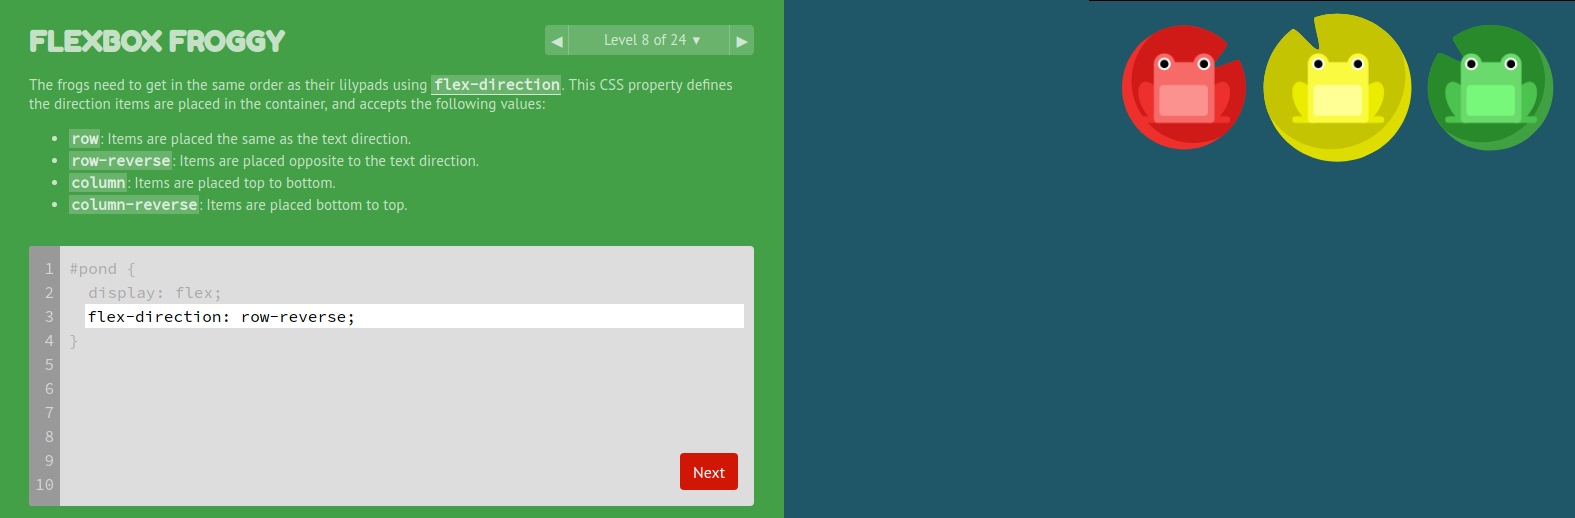 FLEXBOX FROGGY
◀ Level 8 of 24 ▼ ▶
The frogs need to get in the same order as their lilypads using flex-direction. This CSS property defines
the direction items are placed in the container, and accepts the following values:
• row: Items are placed the same as the text direction.
• row-reverse: Items are placed opposite to the text direction.
• column: Items are placed top to bottom.
• column-reverse: Items are placed bottom to top.
1 #pond {
2 display: flex;
3 flex-direction: row-reverse;
4 }
5
6
7
8
9
10
Next